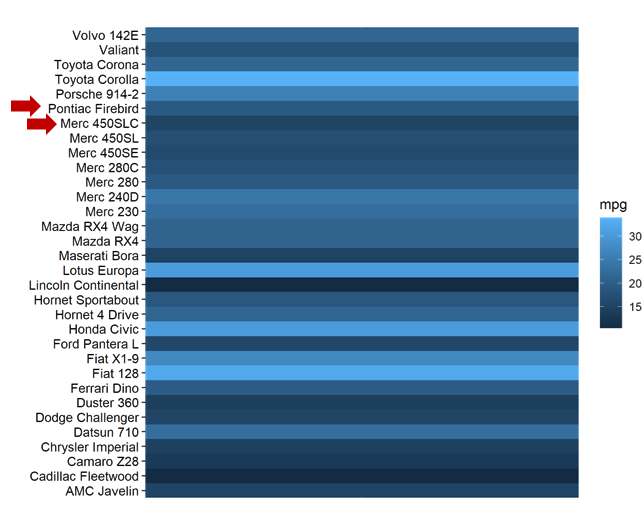 Volvo 142E
Valiant
Toyota Corona
Toyota Corolla
Porsche 914-2
Pontiac Firebird
Merc 450SLC
Merc 450SL
Merc 450SE
Merc 280C
Merc 280
Merc 240D
Merc 230
Mazda RX4 Wag
Mazda RX4
Maserati Bora
Lotus Europa
Lincoln Continental
Hornet Sportabout
Hornet 4 Drive
Honda Civic
Ford Pantera L
Fiat X1-9
Fiat 128
Ferrari Dino
Duster 360
Dodge Challenger
Datsun 710
Chrysler Imperial
Camaro Z28
Cadillac Fleetwood
AMC Javelin
mpg
30
25
20
15